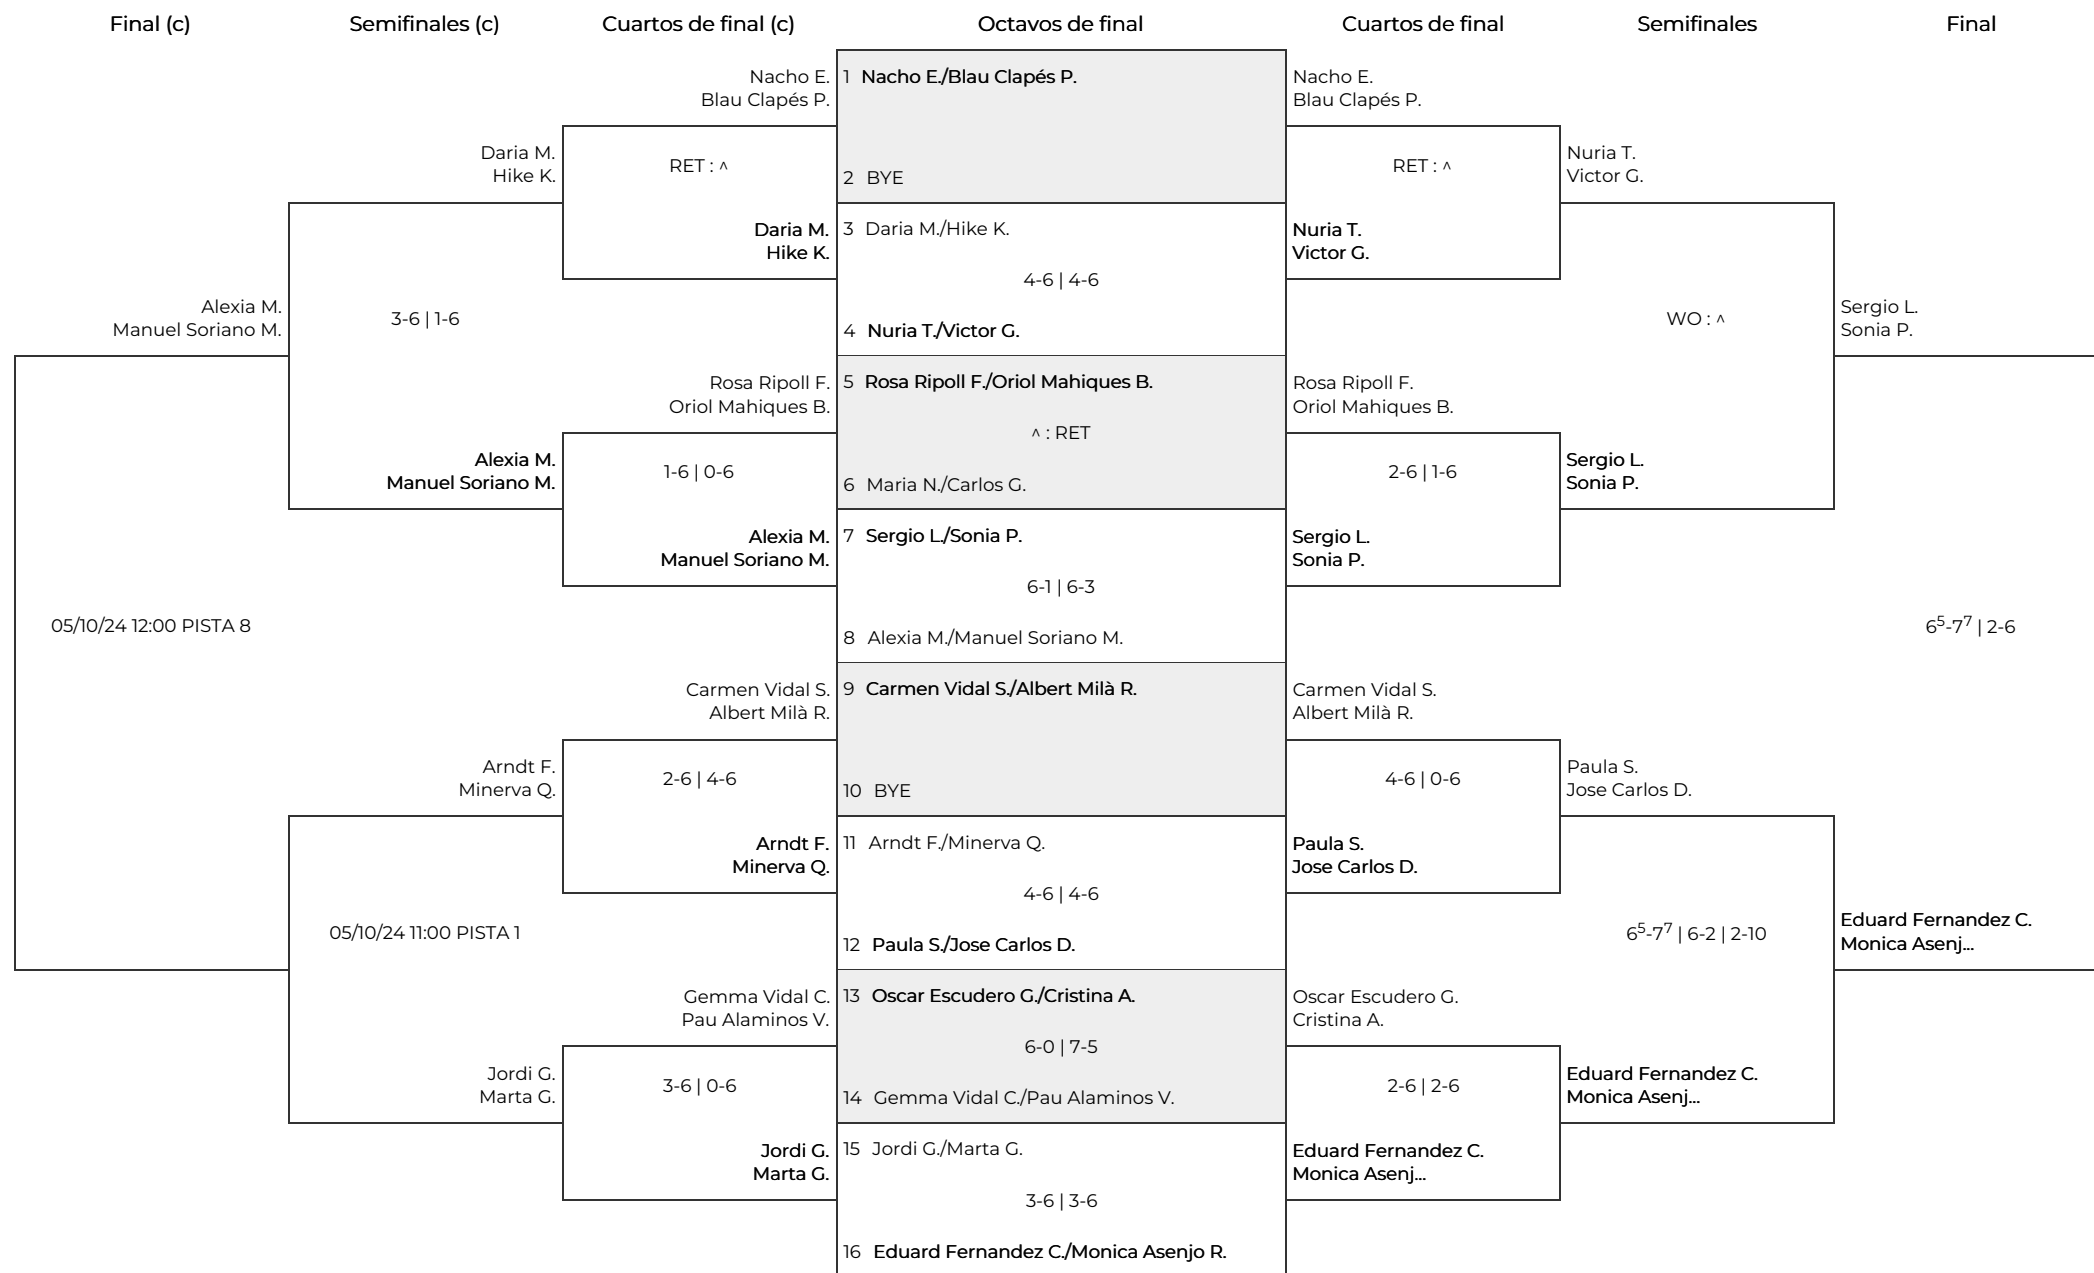 Final (c)
Semifinales (c)
Cuartos de final (c)
Octavos de final
Cuartos de final
Semifinales
Final
Alexia M.
Manuel Soriano M.
05/10/24 12:00 PISTA 8
Daria M.
Hike K.
3-6 | 1-6
Alexia M.
Manuel Soriano M.
Arndt F.
Minerva Q.
05/10/24 11:00 PISTA 1
Jordi G.
Marta G.
Nacho E.
Blau Clapés P.
RET : ^
Daria M.
Hike K.
Rosa Ripoll F.
Oriol Mahiques B.
1-6 | 0-6
Alexia M.
Manuel Soriano M.
Carmen Vidal S.
Albert Milà R.
2-6 | 4-6
Arndt F.
Minerva Q.
Gemma Vidal C.
Pau Alaminos V.
3-6 | 0-6
Jordi G.
Marta G.
1 Nacho E./Blau Clapés P.
2 BYE
3 Daria M./Hike K.
4-6 | 4-6
4 Nuria T./Victor G.
5 Rosa Ripoll F./Oriol Mahiques B.
^ : RET
6 Maria N./Carlos G.
7 Sergio L./Sonia P.
6-1 | 6-3
8 Alexia M./Manuel Soriano M.
9 Carmen Vidal S./Albert Milà R.
10 BYE
11 Arndt F./Minerva Q.
4-6 | 4-6
12 Paula S./Jose Carlos D.
13 Oscar Escudero G./Cristina A.
6-0 | 7-5
14 Gemma Vidal C./Pau Alaminos V.
15 Jordi G./Marta G.
3-6 | 3-6
16 Eduard Fernandez C./Monica Asenjo R.
Nacho E.
Blau Clapés P.
RET : ^
Nuria T.
Victor G.
Rosa Ripoll F.
Oriol Mahiques B.
2-6 | 1-6
Sergio L.
Sonia P.
Carmen Vidal S.
Albert Milà R.
4-6 | 0-6
Paula S.
Jose Carlos D.
Oscar Escudero G.
Cristina A.
2-6 | 2-6
Eduard Fernandez C.
Monica Asenj...
Nuria T.
Victor G.
WO : ^
Sergio L.
Sonia P.
Paula S.
Jose Carlos D.
6⁵-7⁷ | 6-2 | 2-10
Eduard Fernandez C.
Monica Asenj...
Sergio L.
Sonia P.
6⁵-7⁷ | 2-6
Eduard Fernandez C.
Monica Asenj...